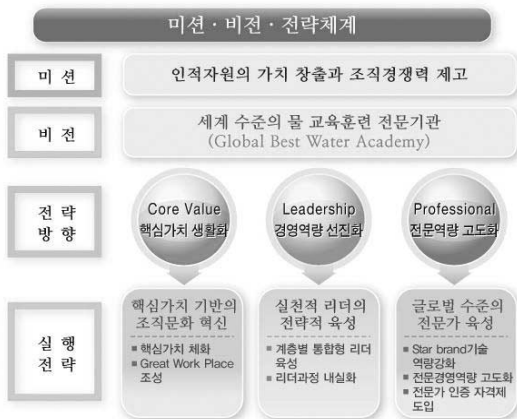 미션 · 비전 · 전략체계
미 션
인적자원의 가치 창출과 조직경쟁력 제고
비 전
세계 수준의 물 교육훈련 전문기관
(Global Best Water Academy)
전 략
방 향
Core Value
핵심가치 생활화
Leadership
경영역량 선진화
Professional
전문역량 고도화
실 행
전 략
핵심가치 기반의
조직문화 혁신
핵심가치 체화
Great Work Place
조성
실천적 리더의
전략적 육성
계층별 통합형 리더
육성
리더과정 내실화
글로벌 수준의
전문가 육성
Star brand기술
역량강화
전문경영역량 고도화
전문가 인증 자격제
도입